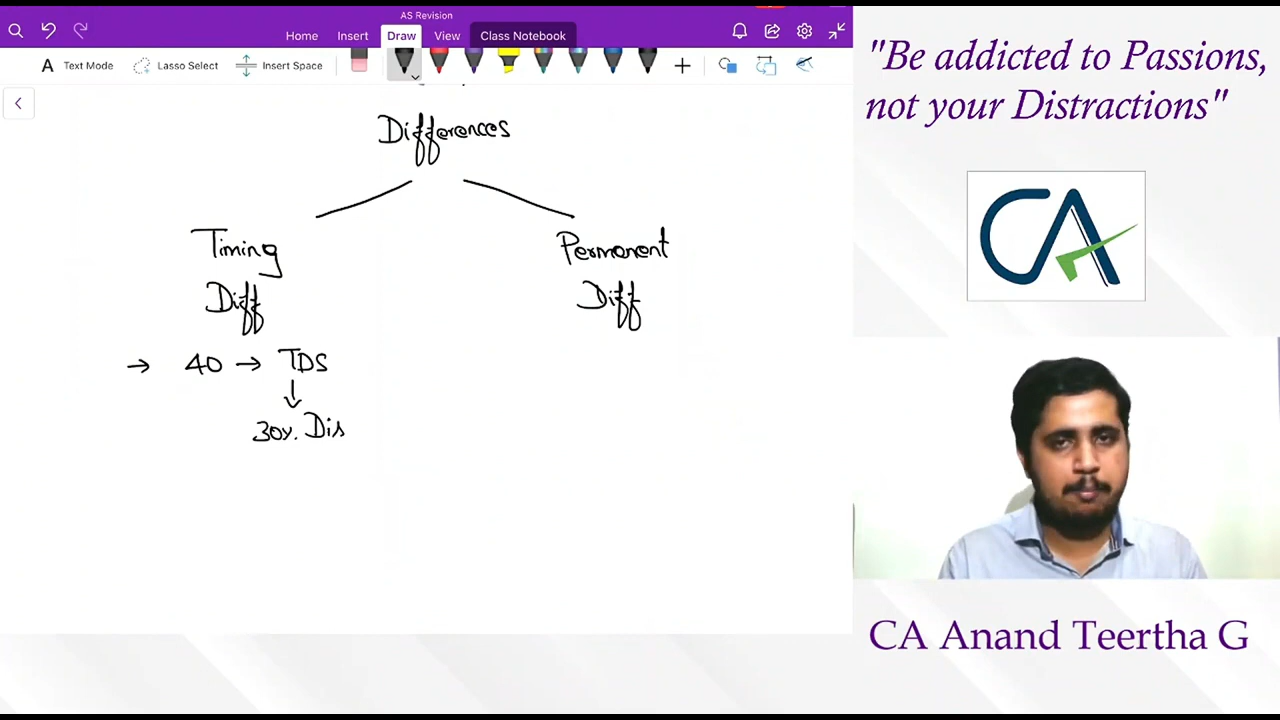 AS Revision
Home Insert Draw View Class Notebook
A Text Mode Lasso Select Insert Space
Differences
Timing Diff
Permanent Diff
→ 40 → TDS
↓
30%. Dis
"Be addicted to Passions,
not your Distractions"
CA
CA Anand Teertha G